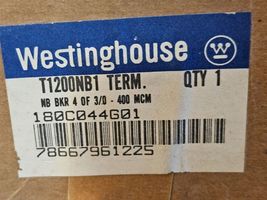 Westinghouse
T1200NB1 TERM. QTY 1
NB BKR 4 OF 3/0 - 400 MCM
180C044G01
78667961225